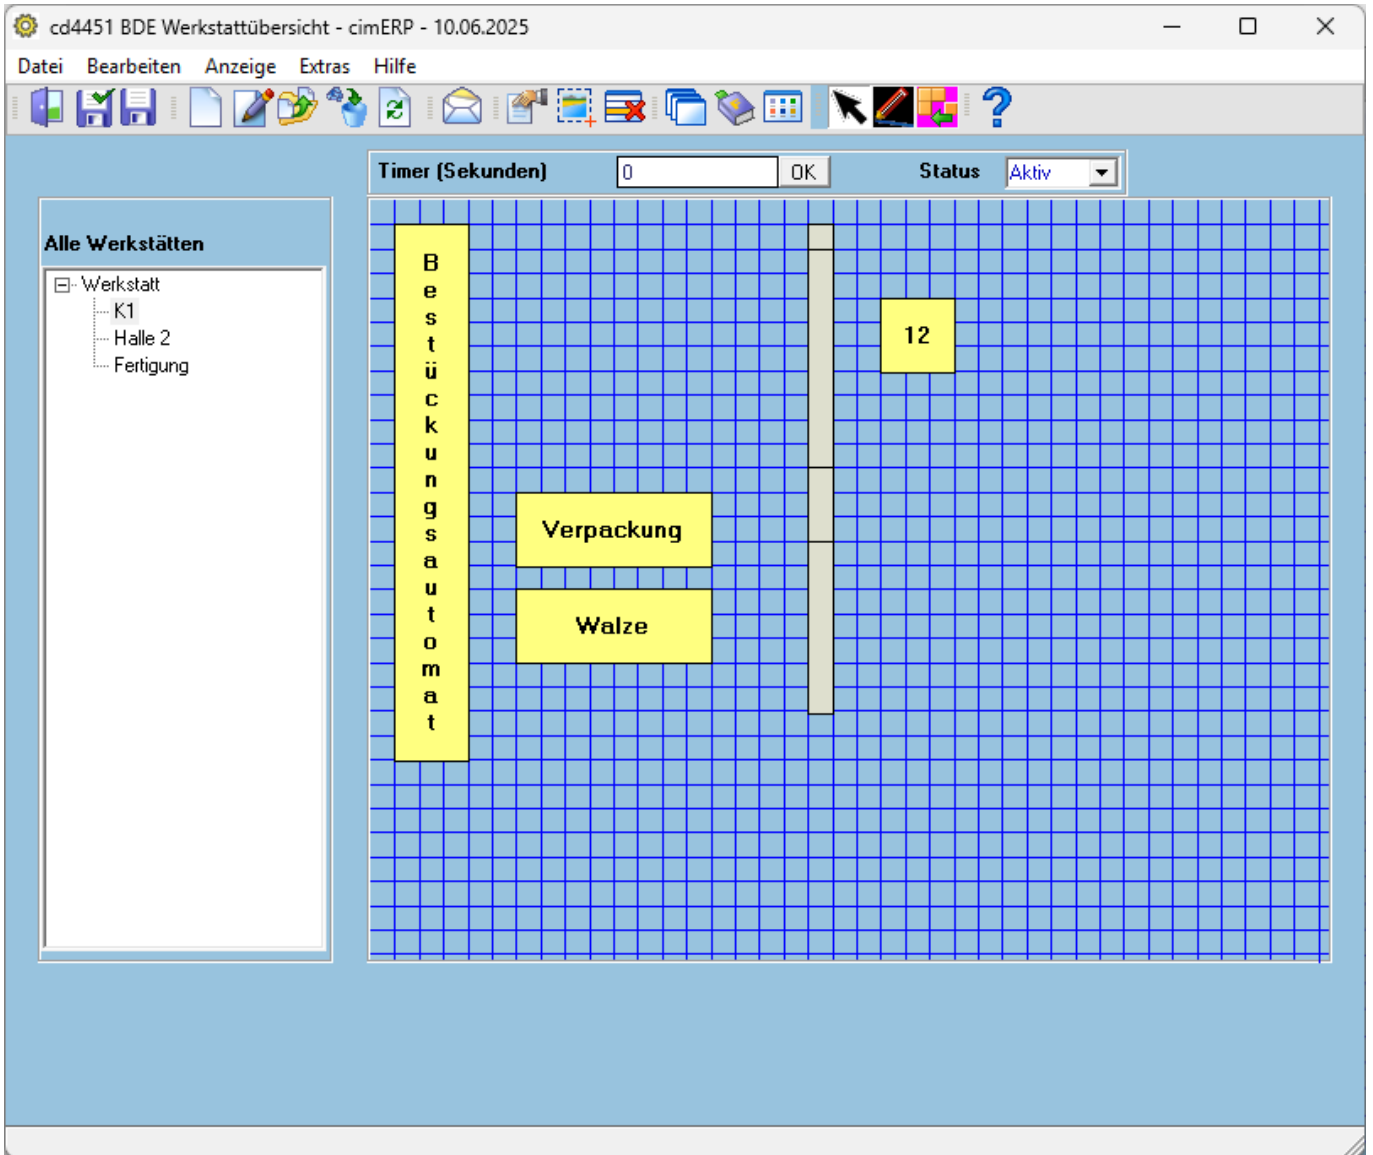 cd4451 BDE Werkstattübersicht - cimERP - 10.06.2025
Datei Bearbeiten Anzeige Extras Hilfe
Timer (Sekunden) 0 OK Status Aktiv
Alle Werkstätten
Werkstatt
K1
Halle 2
Fertigung
Bestückungsautomat
12
Verpackung
Walze